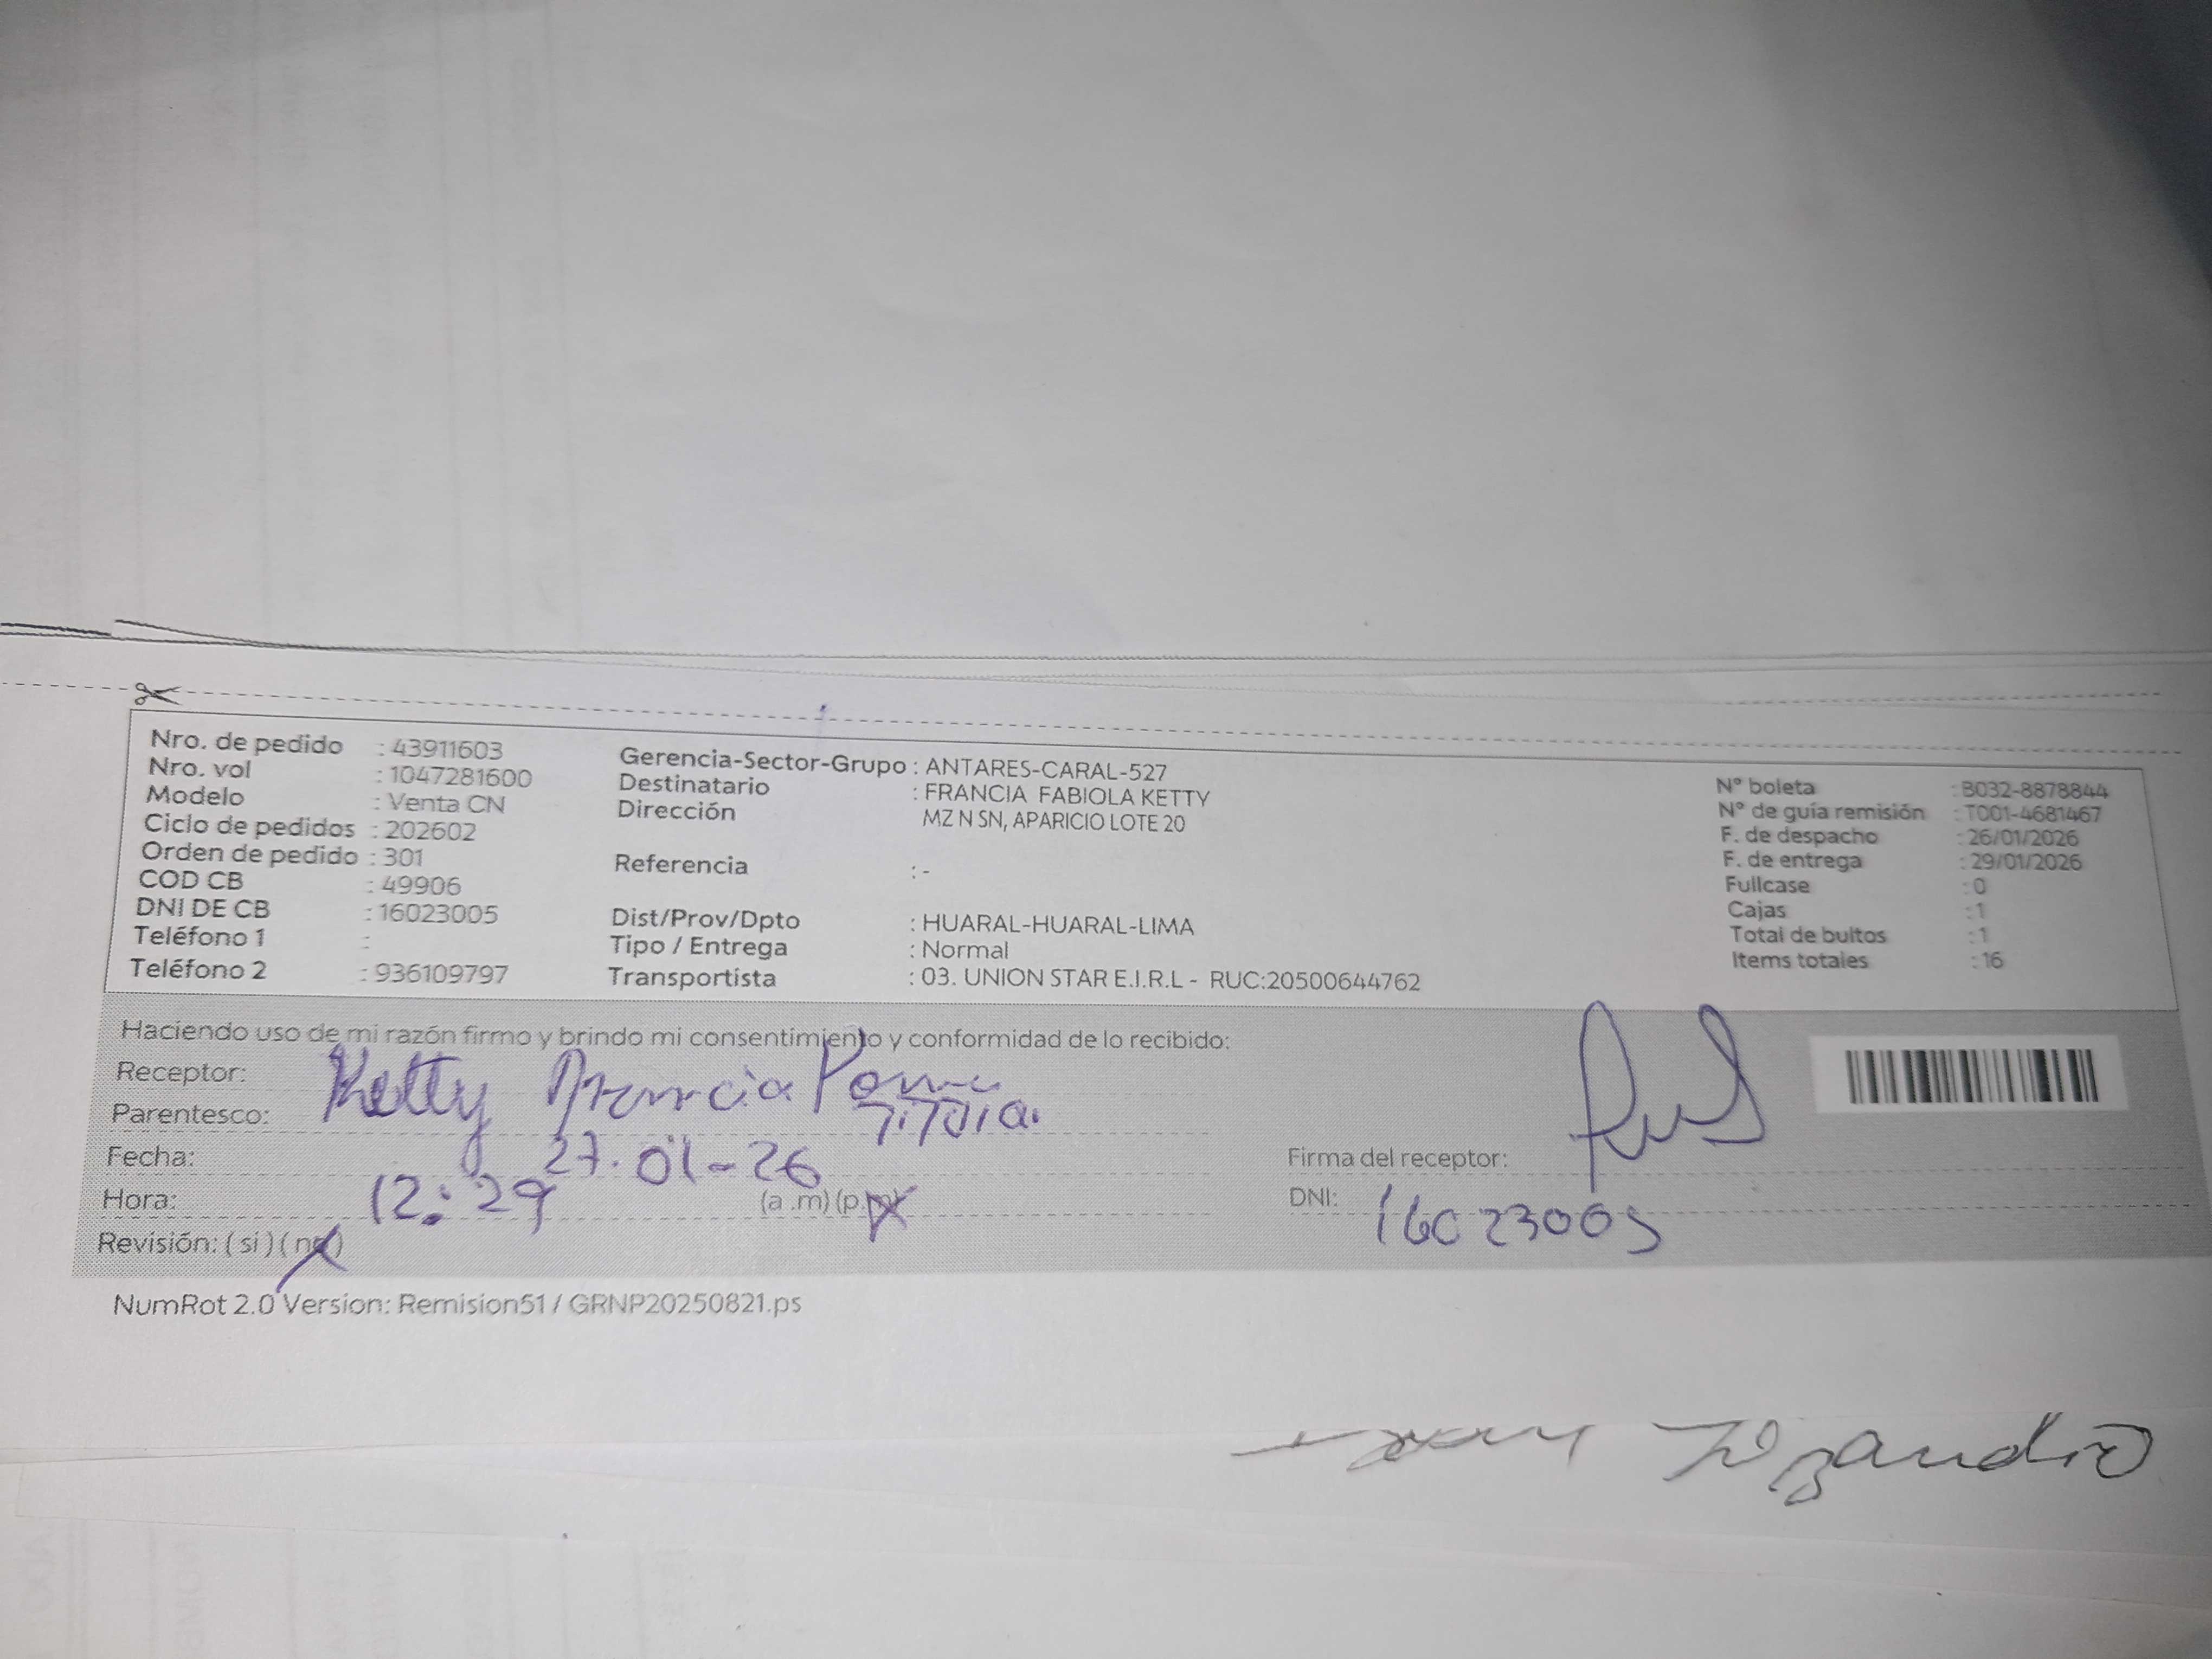 Nro. de pedido : 43911603
Nro. vol : 1047281600
Modelo : Venta CN
Ciclo de pedidos : 202602
Orden de pedido : 301
COD CB : 49906
DNI DE CB : 16023005
Teléfono 1 :
Teléfono 2 : 936109797
Gerencia-Sector-Grupo : ANTARES-CARAL-527
Destinatario : FRANCIA FABIOLA KETTY
Dirección MZ N SN, APARICIO LOTE 20
Referencia : -
Dist/Prov/Dpto : HUARAL-HUARAL-LIMA
Tipo / Entrega : Normal
Transportista : 03. UNION STAR E.I.R.L - RUC:20500644762
N° boleta : B032-8878844
N° de guía remisión : T001-4681467
F. de despacho : 26/01/2026
F. de entrega : 29/01/2026
Fullcase : 0
Cajas : 1
Total de bultos : 1
Items totales : 16
Haciendo uso de mi razón firmo y brindo mi consentimiento y conformidad de lo recibido:
Receptor: Ketty Francia
Parentesco:
Fecha: 27.01-26
Hora: 12:29 (a.m) (p.m)
Revisión: (si) (no)
Firma del receptor:
DNI: 16023005
NumRot 2.0 Version: Remision51 / GRNP20250821.ps